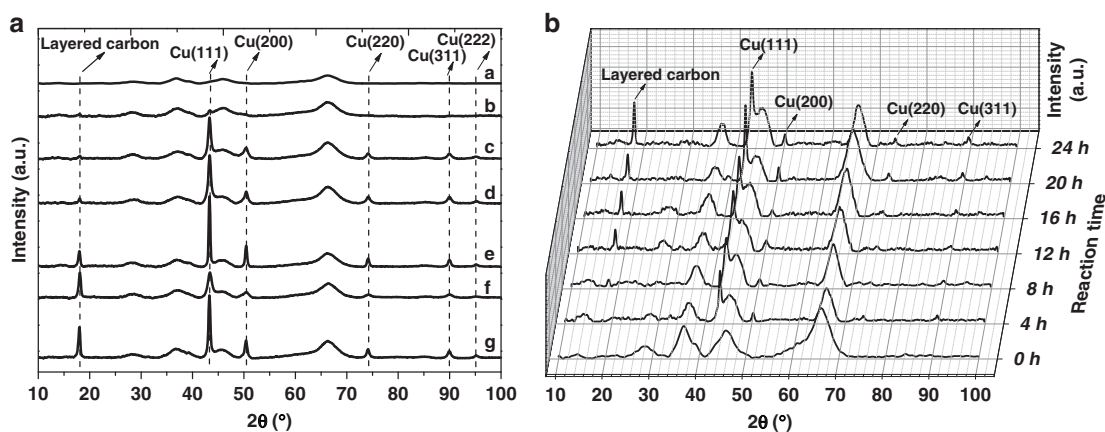 a
Layered carbon
Cu(111)
Cu(200)
Cu(220)
Cu(311)
Cu(222)
a
b
c
d
e
f
g
Intensity (a.u.)
10 20 30 40 50 60 70 80 90 100
2θ (°)
b
Layered carbon
Cu(111)
Cu(200)
Cu(220)
Cu(311)
Intensity
(a.u.)
24 h
20 h
16 h
12 h
8 h
4 h
0 h
Reaction time
10 20 30 40 50 60 70 80 90 100
2θ (°)